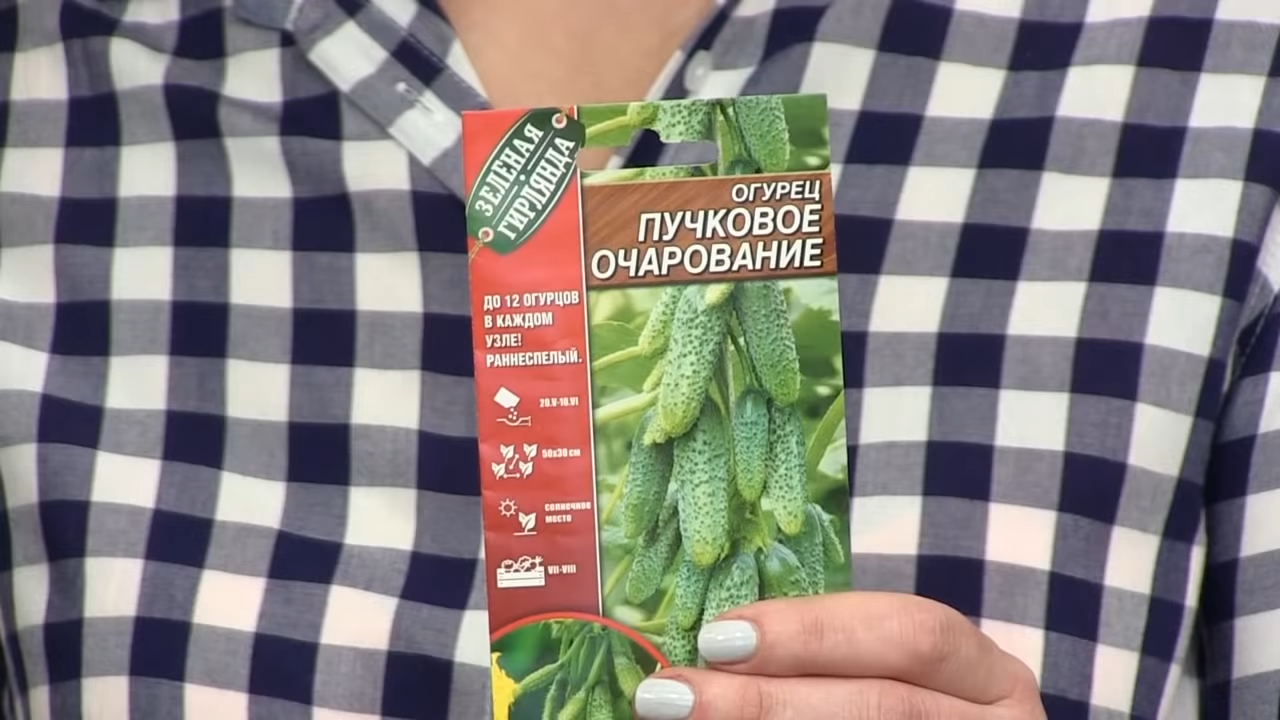 ЗЕЛЕНАЯ
ГИРЛЯНДА
ОГУРЕЦ
ПУЧКОВОЕ
ОЧАРОВАНИЕ
ДО 12 ОГУРЦОВ
В КАЖДОМ
УЗЛЕ!
РАННЕСПЕЛЫЙ.
20.V-10.VI
50х30 см
солнечное
место
VII-VIII